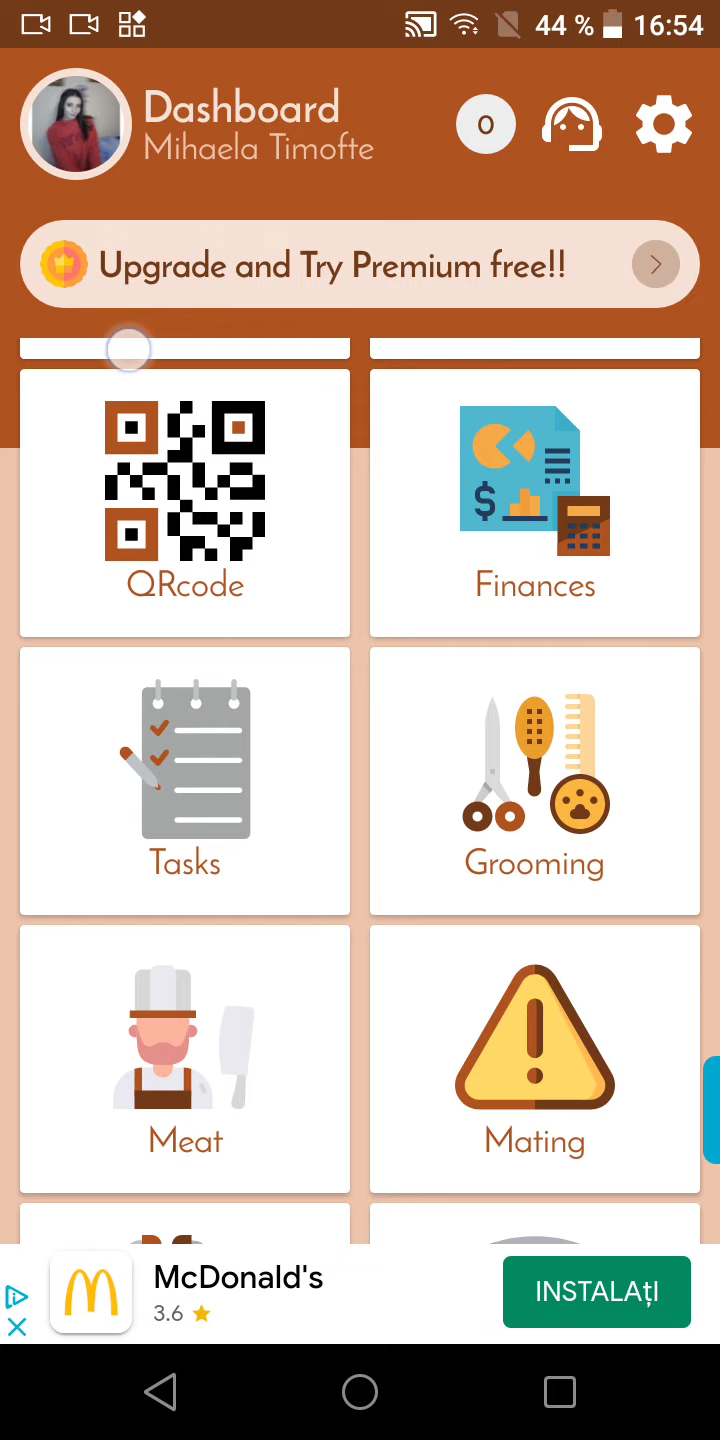 44 % 16:54
Dashboard
Mihaela Timofte
0
Upgrade and Try Premium free!!
QRcode
Finances
$
Tasks
Grooming
Meat
Mating
McDonald's
3.6
INSTALAȚI